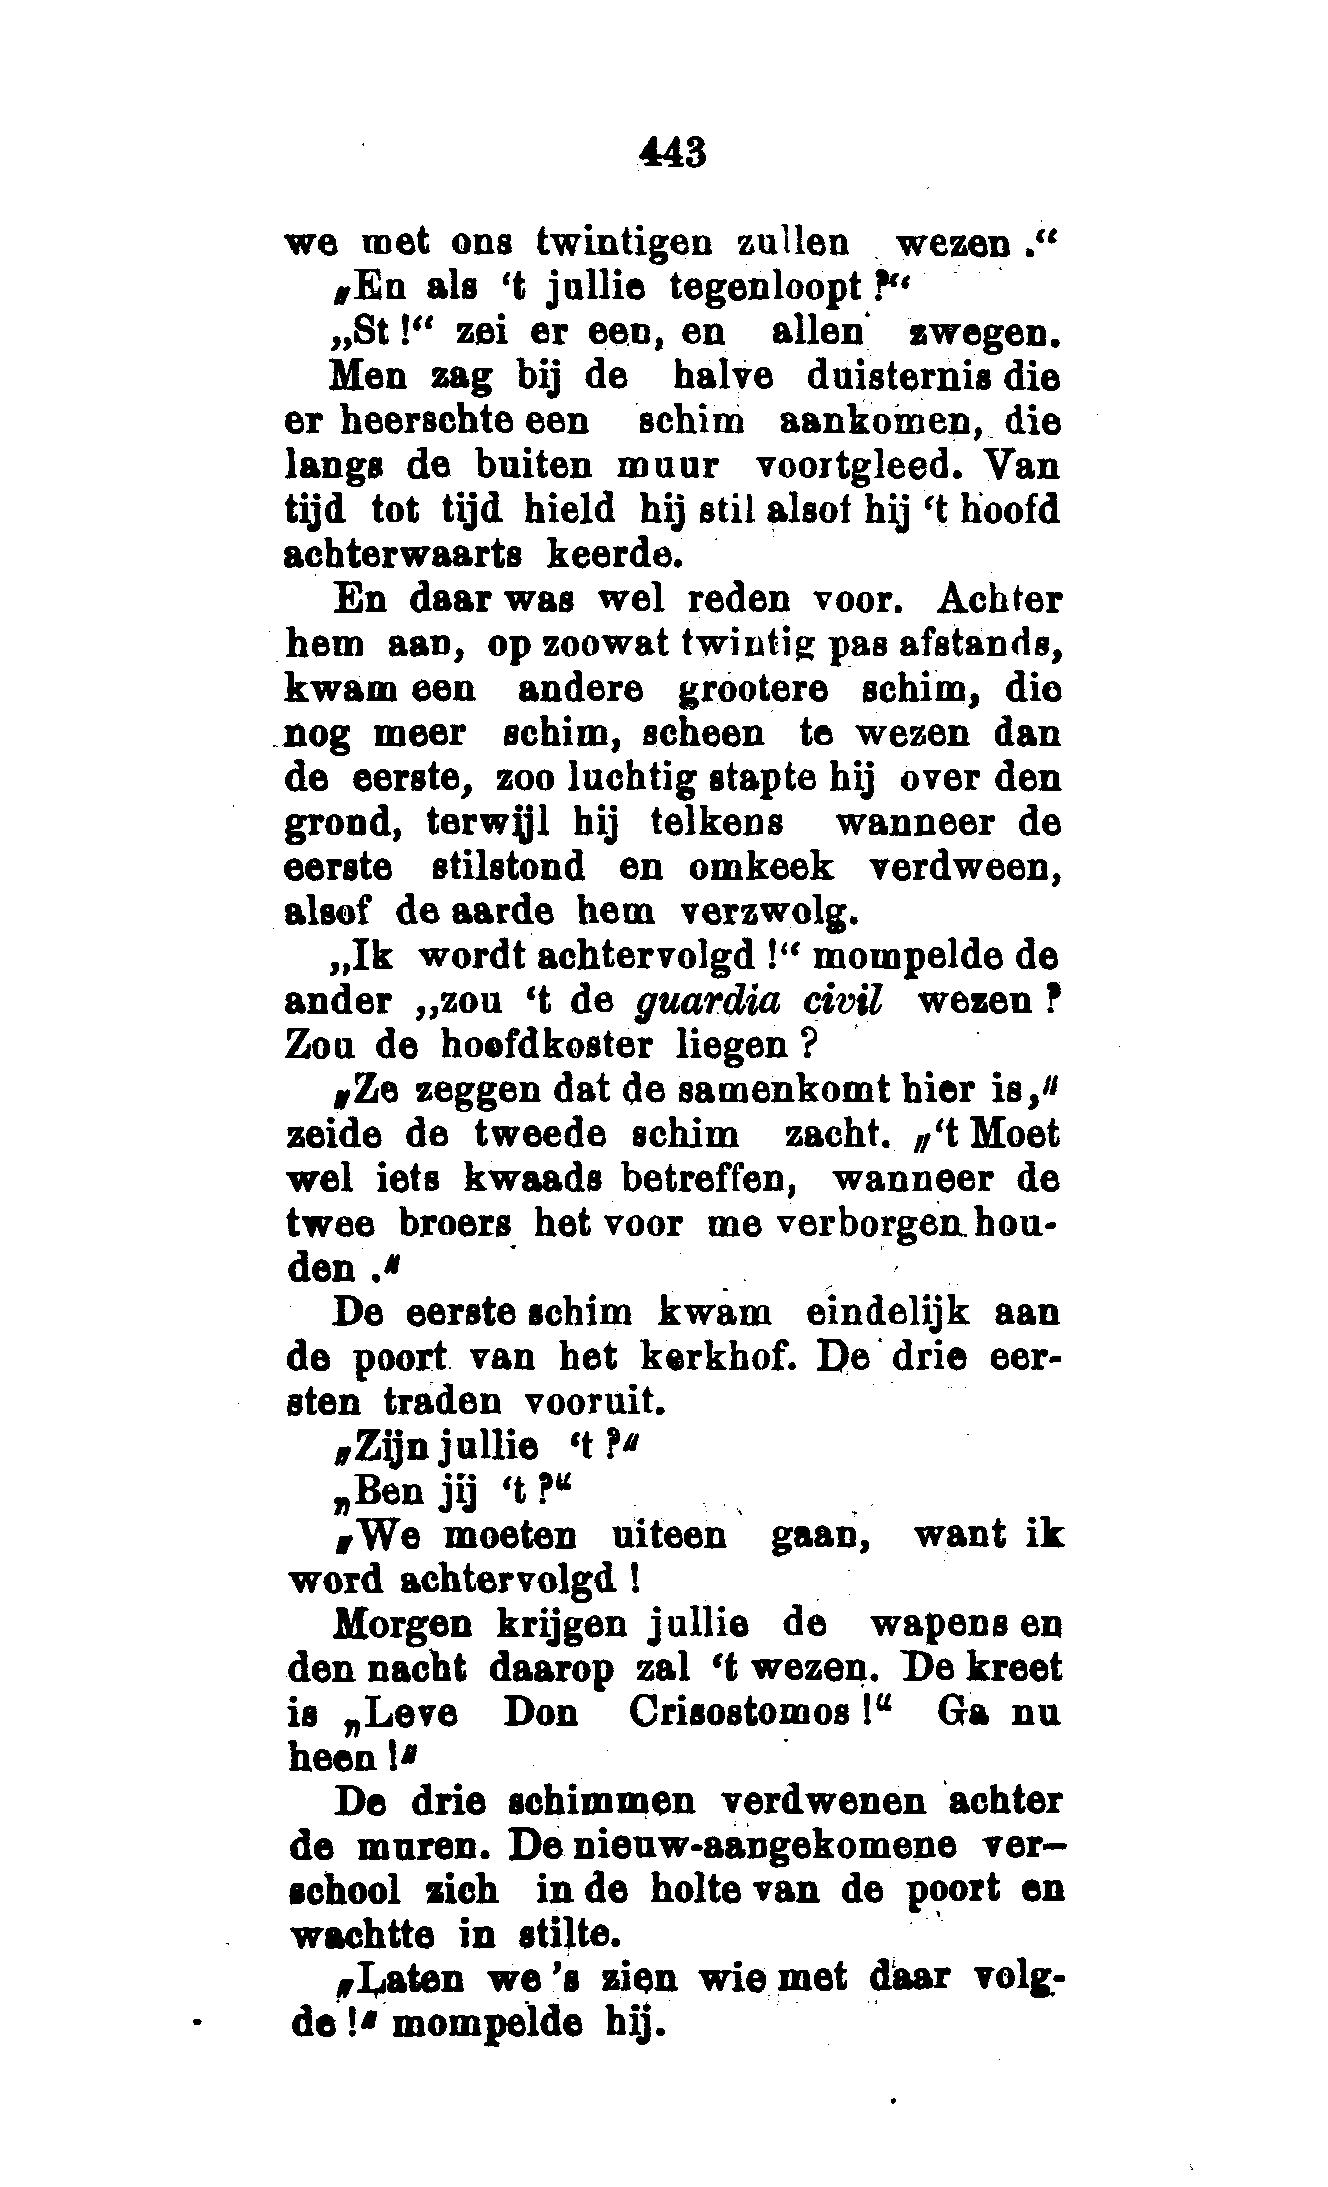 443
we met ons twintigen zullen wezen .“
„En als ‘t jullie tegenloopt ?“
„St !“ zei er een, en allen zwegen.
Men zag bij de halve duisternis die
er heerschte een schim aankomen, die
langs de buiten muur voortgleed. Van
tijd tot tijd hield hij stil alsof hij ‘t hoofd
achterwaarts keerde.
En daar was wel reden voor. Achter
hem aan, op zoowat twintig pas afstands,
kwam een andere grootere schim, die
nog meer schim, scheen te wezen dan
de eerste, zoo luchtig stapte hij over den
grond, terwijl hij telkens wanneer de
eerste stilstond en omkeek verdween,
alsof de aarde hem verzwolg.
„Ik wordt achtervolgd !“ mompelde de
ander „zou ‘t de guardia civil wezen ?
Zou de hoofdkoster liegen ?
„Ze zeggen dat de samenkomt hier is,"
zeide de tweede schim zacht. „‘t Moet
wel iets kwaads betreffen, wanneer de
twee broers het voor me verborgen hou-
den ."
De eerste schim kwam eindelijk aan
de poort van het kerkhof. De drie eer-
sten traden vooruit.
„Zijn jullie ‘t ?"
„Ben jij ‘t ?“
„We moeten uiteen gaan, want ik
word achtervolgd !
Morgen krijgen jullie de wapens en
den nacht daarop zal ‘t wezen. De kreet
is „Leve Don Crisostomos !“ Ga nu
heen !"
De drie schimmen verdwenen achter
de muren. De nieuw-aangekomene ver-
school zich in de holte van de poort en
wachtte in stilte.
„Laten we ’s zien wie met daar volg-
de !" mompelde hij.